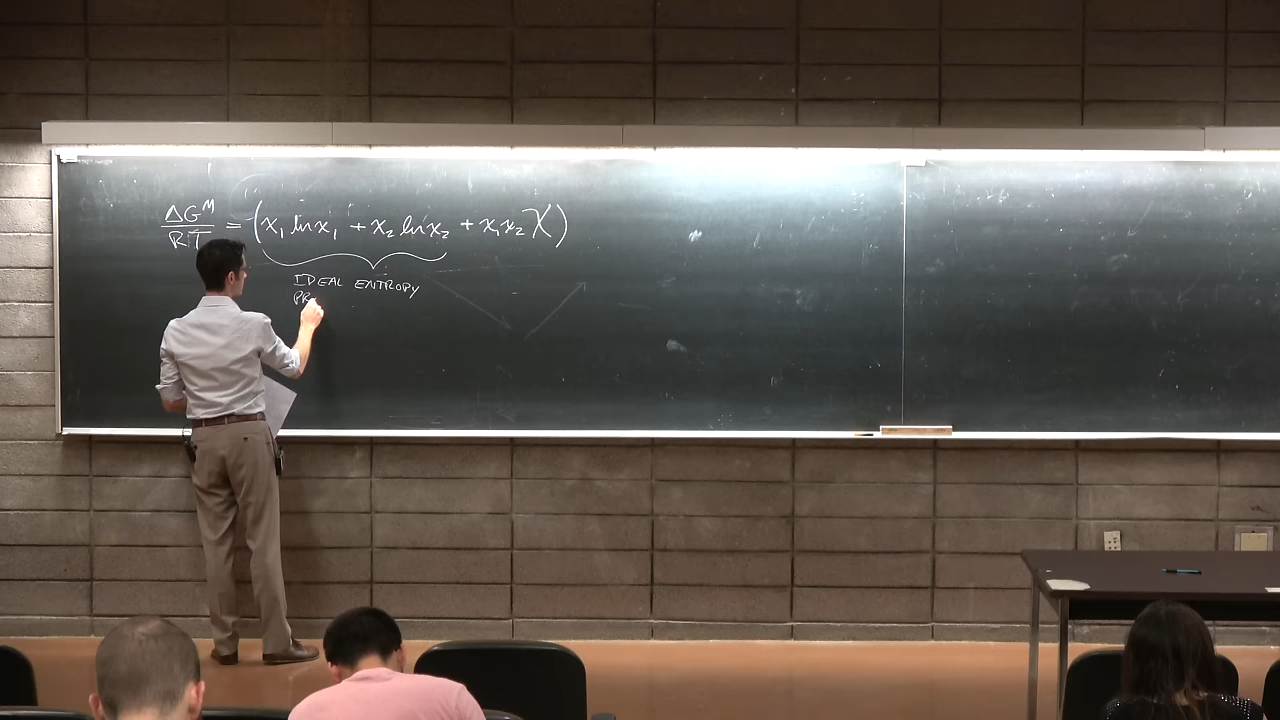 ΔG^M / RT = (x₁ ln x₁ + x₂ ln x₂ + x₁x₂ χ)
IDEAL ENTROPY